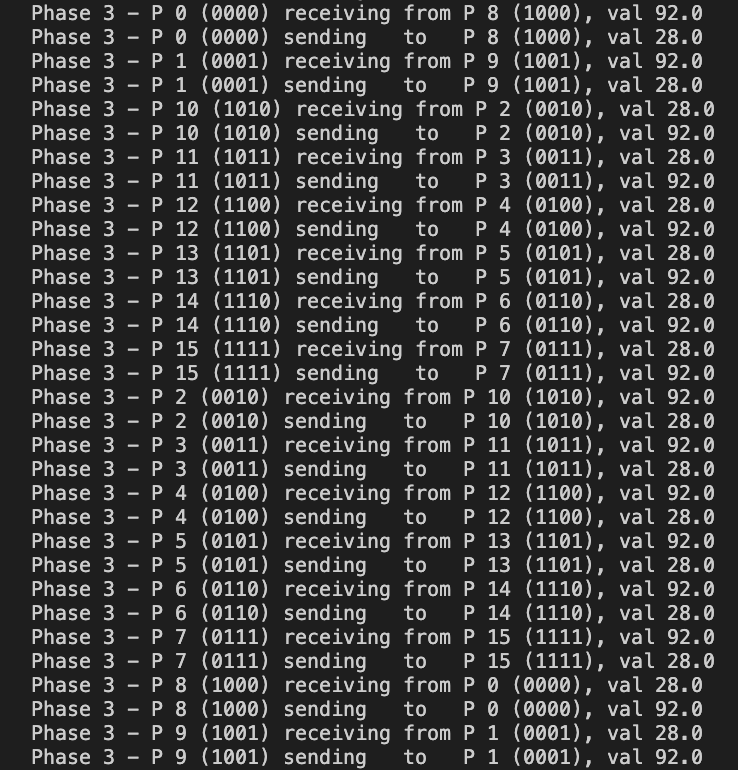 Phase 3 – P 0 (0000) receiving from P 8 (1000), val 92.0
Phase 3 – P 0 (0000) sending   to   P 8 (1000), val 28.0
Phase 3 – P 1 (0001) receiving from P 9 (1001), val 92.0
Phase 3 – P 1 (0001) sending   to   P 9 (1001), val 28.0
Phase 3 – P 10 (1010) receiving from P 2 (0010), val 28.0
Phase 3 – P 10 (1010) sending   to   P 2 (0010), val 92.0
Phase 3 – P 11 (1011) receiving from P 3 (0011), val 28.0
Phase 3 – P 11 (1011) sending   to   P 3 (0011), val 92.0
Phase 3 – P 12 (1100) receiving from P 4 (0100), val 28.0
Phase 3 – P 12 (1100) sending   to   P 4 (0100), val 92.0
Phase 3 – P 13 (1101) receiving from P 5 (0101), val 28.0
Phase 3 – P 13 (1101) sending   to   P 5 (0101), val 92.0
Phase 3 – P 14 (1110) receiving from P 6 (0110), val 28.0
Phase 3 – P 14 (1110) sending   to   P 6 (0110), val 92.0
Phase 3 – P 15 (1111) receiving from P 7 (0111), val 28.0
Phase 3 – P 15 (1111) sending   to   P 7 (0111), val 92.0
Phase 3 – P 2 (0010) receiving from P 10 (1010), val 92.0
Phase 3 – P 2 (0010) sending   to   P 10 (1010), val 28.0
Phase 3 – P 3 (0011) receiving from P 11 (1011), val 92.0
Phase 3 – P 3 (0011) sending   to   P 11 (1011), val 28.0
Phase 3 – P 4 (0100) receiving from P 12 (1100), val 92.0
Phase 3 – P 4 (0100) sending   to   P 12 (1100), val 28.0
Phase 3 – P 5 (0101) receiving from P 13 (1101), val 92.0
Phase 3 – P 5 (0101) sending   to   P 13 (1101), val 28.0
Phase 3 – P 6 (0110) receiving from P 14 (1110), val 92.0
Phase 3 – P 6 (0110) sending   to   P 14 (1110), val 28.0
Phase 3 – P 7 (0111) receiving from P 15 (1111), val 92.0
Phase 3 – P 7 (0111) sending   to   P 15 (1111), val 28.0
Phase 3 – P 8 (1000) receiving from P 0 (0000), val 28.0
Phase 3 – P 8 (1000) sending   to   P 0 (0000), val 92.0
Phase 3 – P 9 (1001) receiving from P 1 (0001), val 28.0
Phase 3 – P 9 (1001) sending   to   P 1 (0001), val 92.0